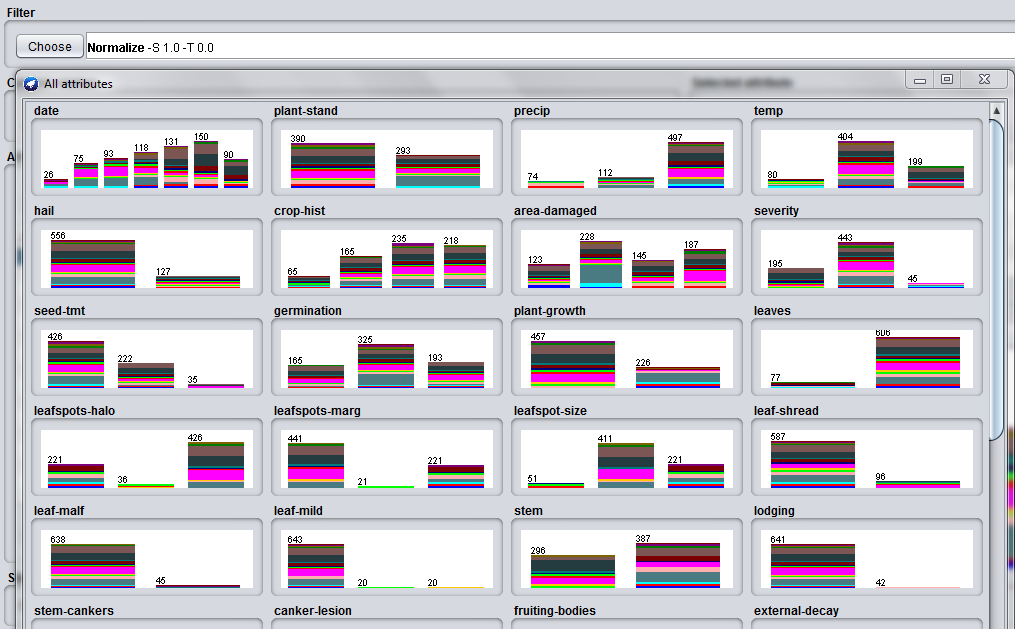 Filter
Choose Normalize -S 1.0 -T 0.0
C
All attributes
Selected attribute
date plant-stand precip temp
26 75 93 118 131 150 90
390 293
74 112 497
80 404 199
A
hail crop-hist area-damaged severity
556 127
65 165 235 218
123 228 145 187
195 443 45
seed-tmt germination plant-growth leaves
426 222 35
165 325 193
457 226
77 606
leafspots-halo leafspots-marg leafspot-size leaf-shread
221 36 426
441 21 221
51 411 221
587 96
leaf-malf leaf-mild stem lodging
638 45
643 20 20
296 387
641 42
S
stem-cankers canker-lesion fruiting-bodies external-decay